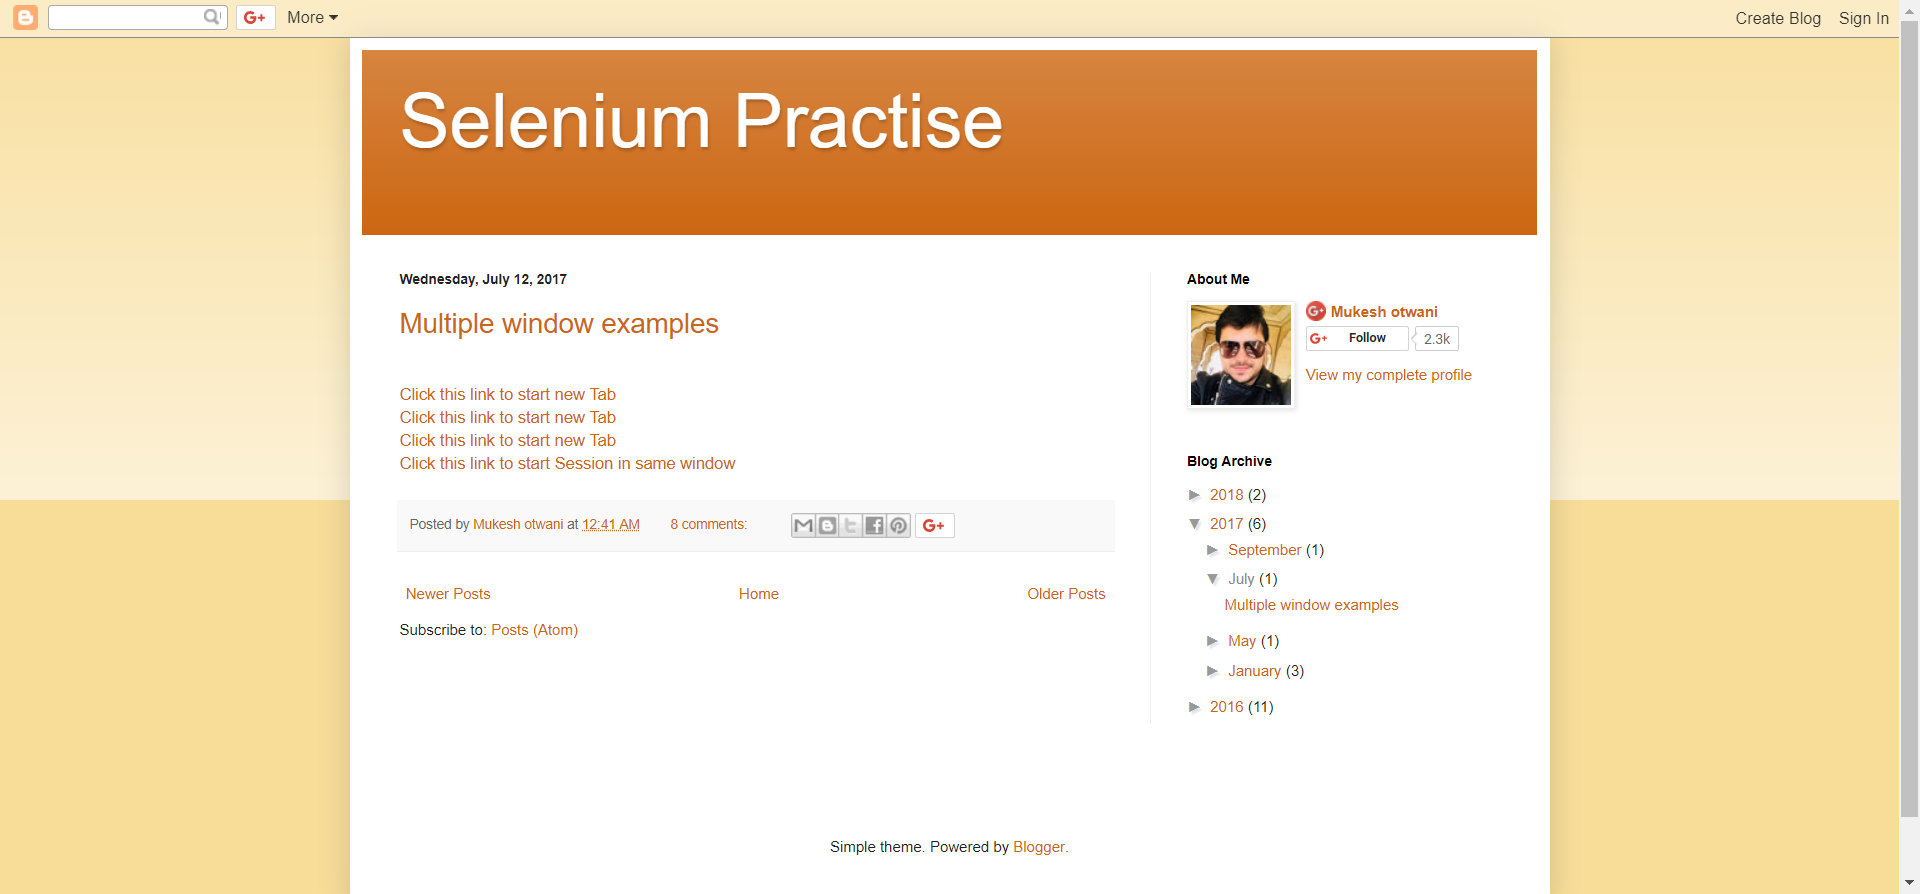 More
Create Blog Sign In
Selenium Practise
Wednesday, July 12, 2017
Multiple window examples
Click this link to start new Tab
Click this link to start new Tab
Click this link to start new Tab
Click this link to start Session in same window
Posted by Mukesh otwani at 12:41 AM 8 comments:
G+
Newer Posts Home Older Posts
Subscribe to: Posts (Atom)
About Me
Mukesh otwani
G+ Follow 2.3k
View my complete profile
Blog Archive
► 2018 (2)
▼ 2017 (6)
► September (1)
▼ July (1)
Multiple window examples
► May (1)
► January (3)
► 2016 (11)
Simple theme. Powered by Blogger.